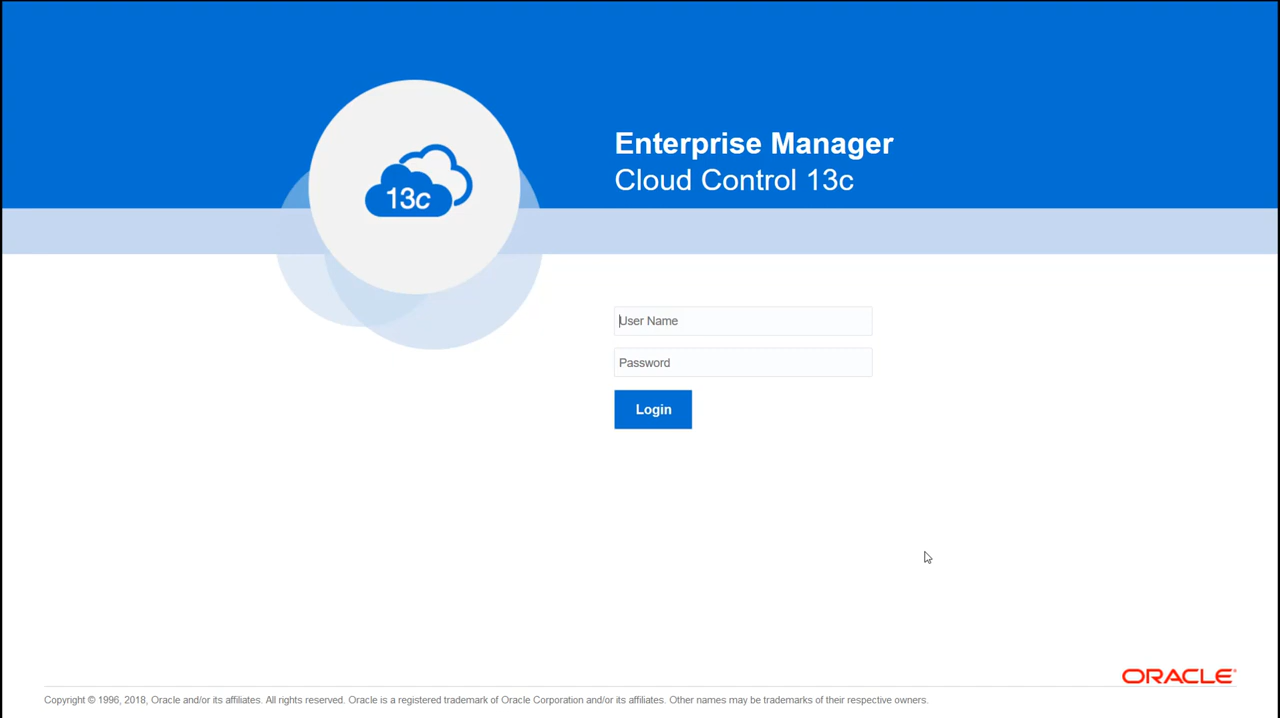 13c
Enterprise Manager
Cloud Control 13c
User Name
Password
Login
ORACLE®
Copyright © 1996, 2018, Oracle and/or its affiliates. All rights reserved. Oracle is a registered trademark of Oracle Corporation and/or its affiliates. Other names may be trademarks of their respective owners.